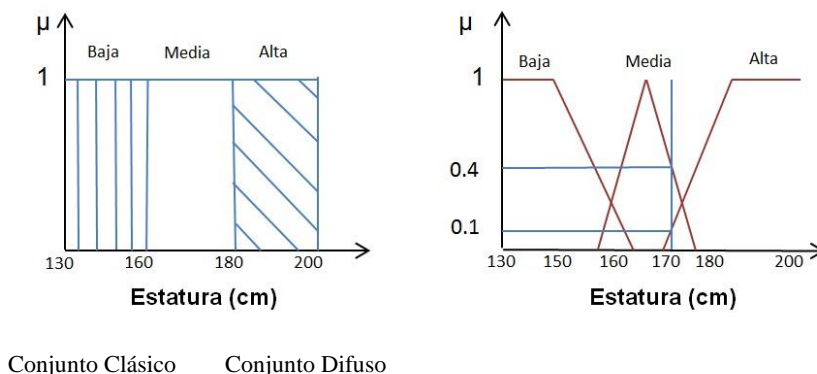 μ
Baja Media Alta
1
130 160 180 200
Estatura (cm)
μ
Baja Media Alta
1
0.4
0.1
130 150 160 170 180 200
Estatura (cm)
Conjunto Clásico Conjunto Difuso